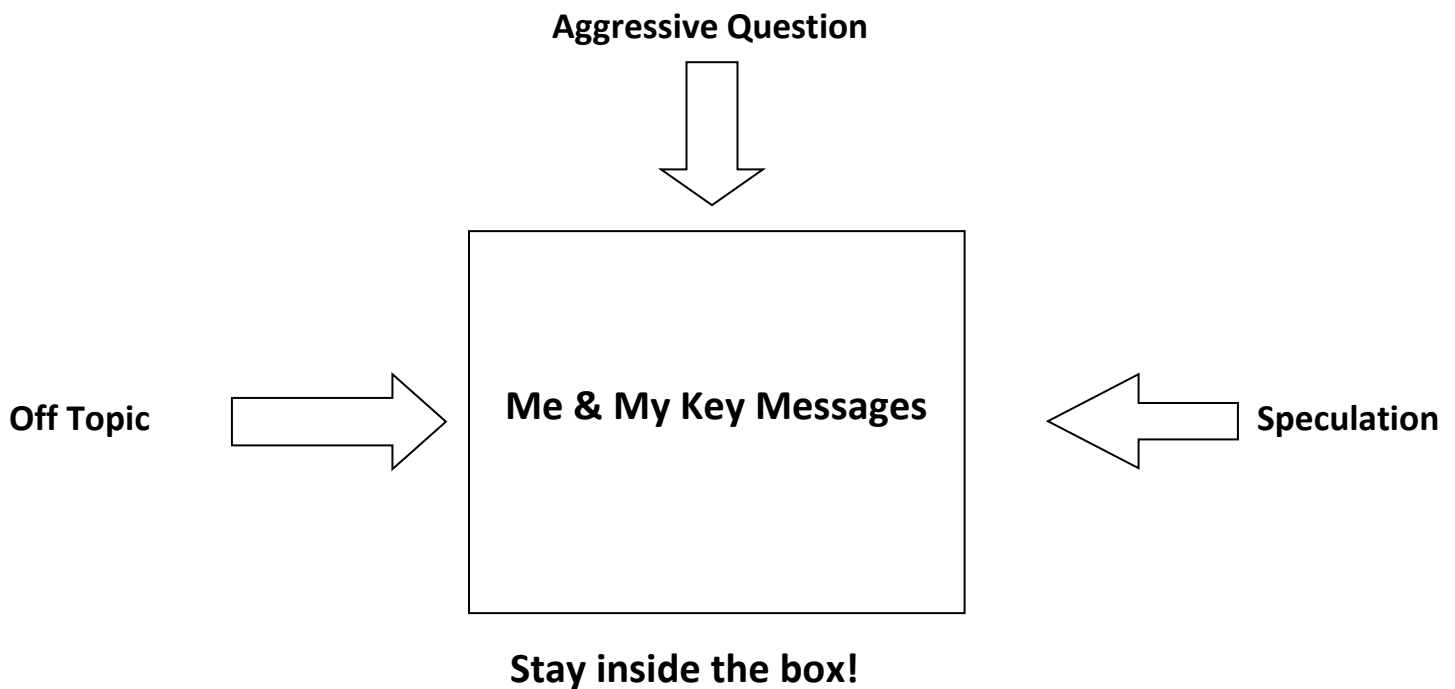 Aggressive Question
Me & My Key Messages
Off Topic
Speculation
Stay inside the box!